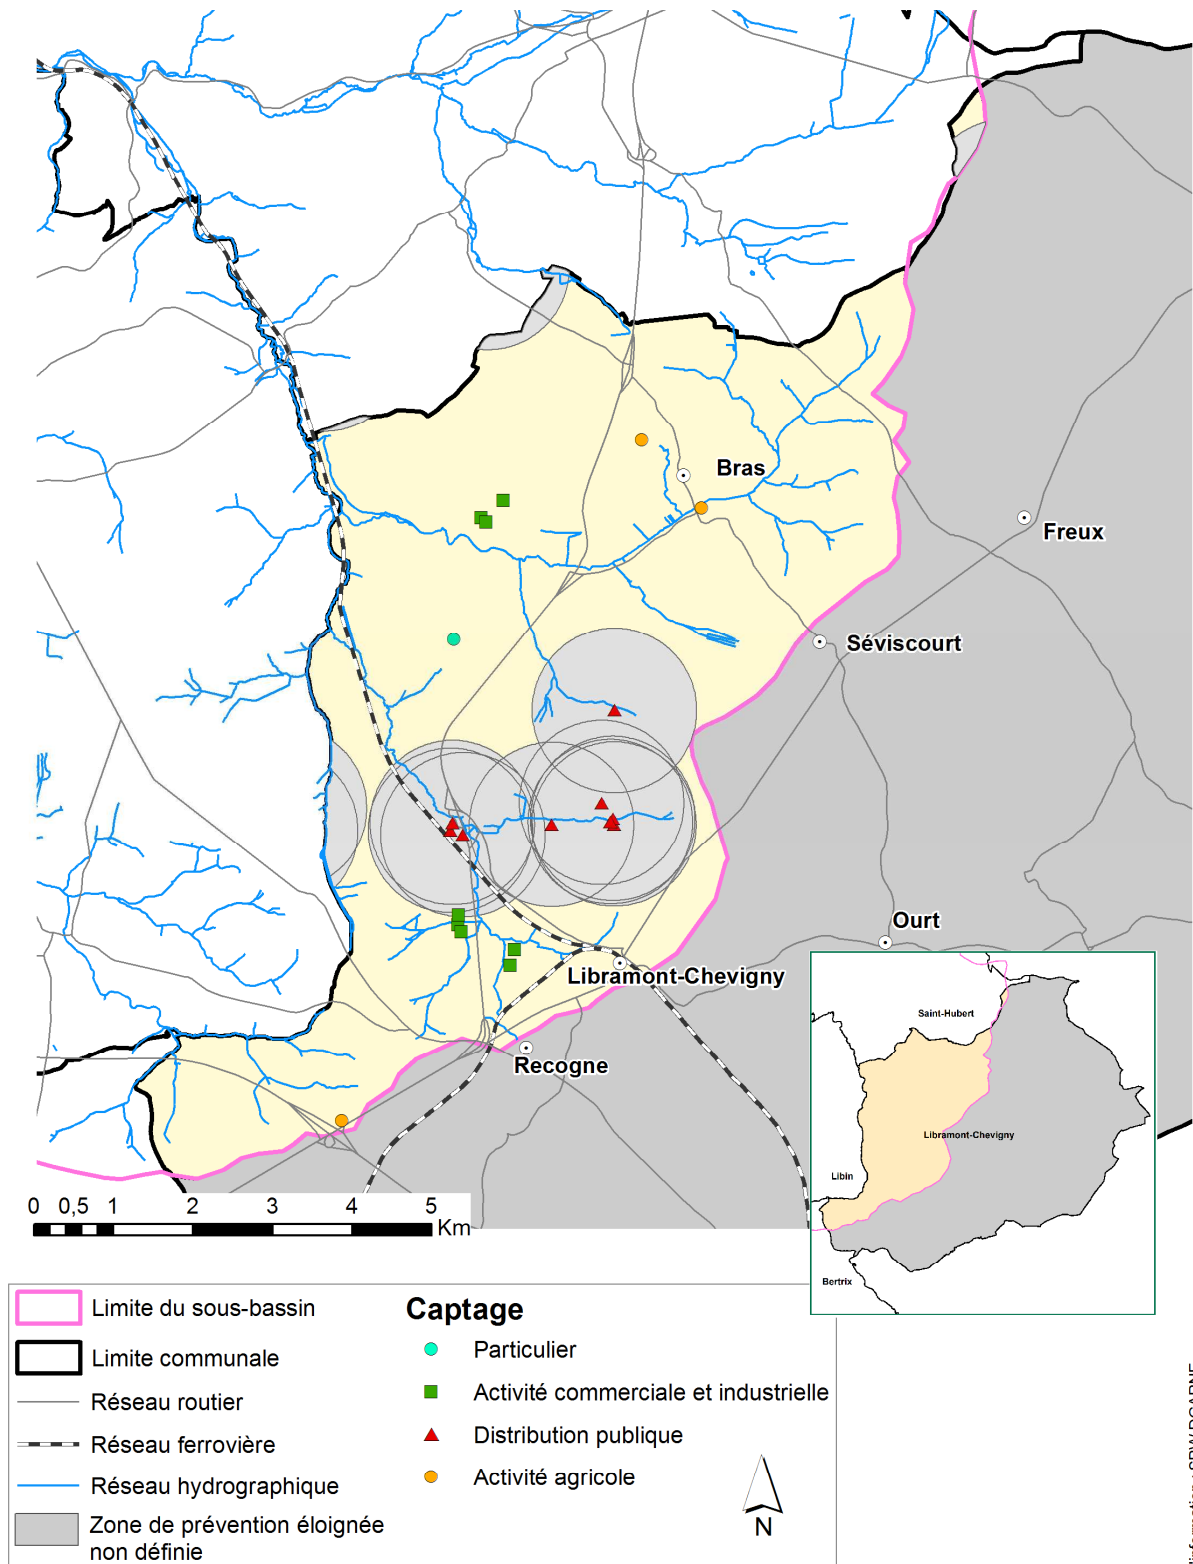 Bras
Freux
Séviscourt
Ourt
Libramont-Chevigny
Recogne
Saint-Hubert
Libramont-Chevigny
Libin
Bertrix
0 0,5 1 2 3 4 5
Km
Limite du sous-bassin
Limite communale
Réseau routier
Réseau ferrovière
Réseau hydrographique
Zone de prévention éloignée
non définie
Captage
Particulier
Activité commerciale et industrielle
Distribution publique
Activité agricole
N